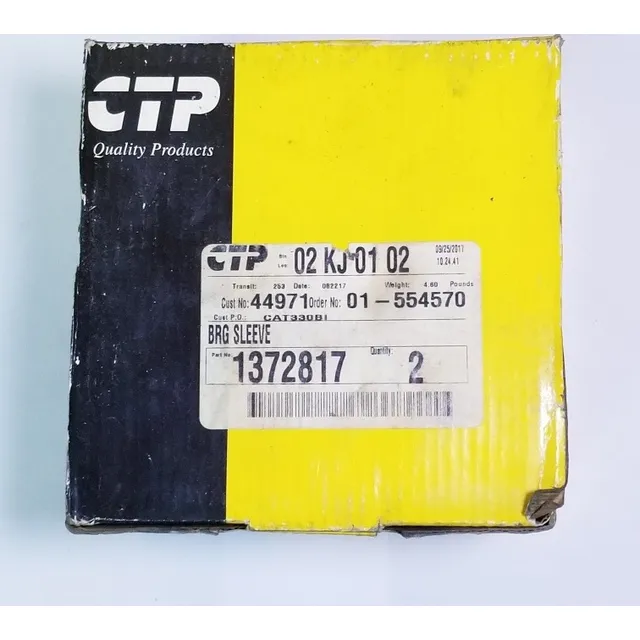 CTP
Quality Products
CTP Bin Loc: 02 KJ 01 02 09/25/2017
10.24.41
Transit: 253 Date: 082217 Weight: 4.60 Pounds
Cust No: 44971 Order No: 01-554570
Cust P.O.: CAT330BI
BRG SLEEVE
Part No: 1372817 Quantity: 2